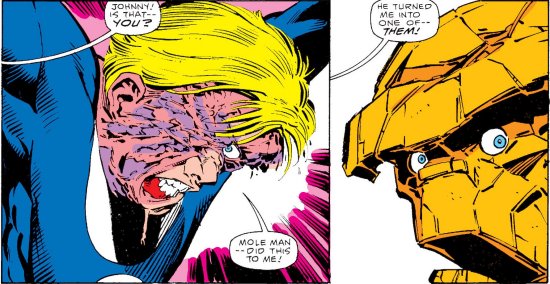 JOHNNY!
IS THAT--
YOU?
MOLE MAN--
DID THIS
TO ME!
HE TURNED
ME INTO
ONE OF--
THEM!